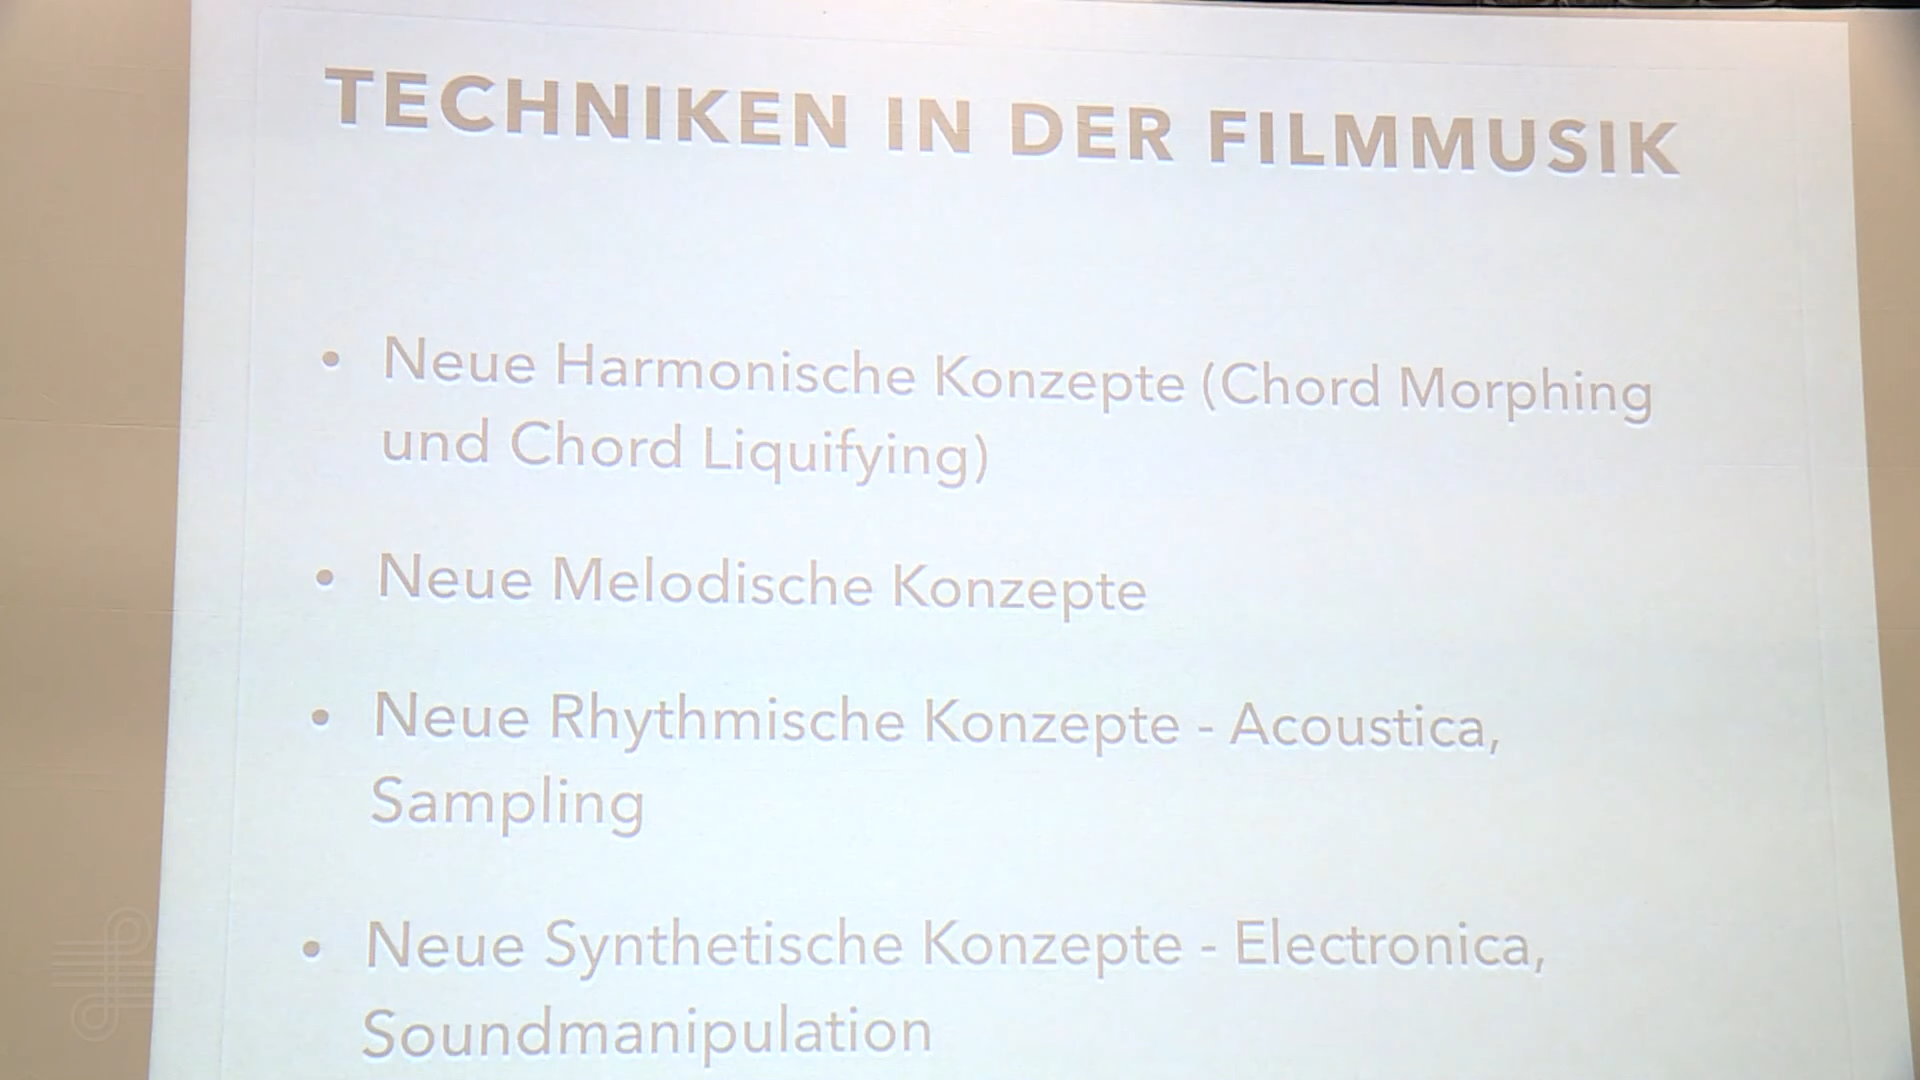 TECHNIKEN IN DER FILMMUSIK
• Neue Harmonische Konzepte (Chord Morphing
und Chord Liquifying)
• Neue Melodische Konzepte
• Neue Rhythmische Konzepte - Acoustica,
Sampling
• Neue Synthetische Konzepte - Electronica,
Soundmanipulation